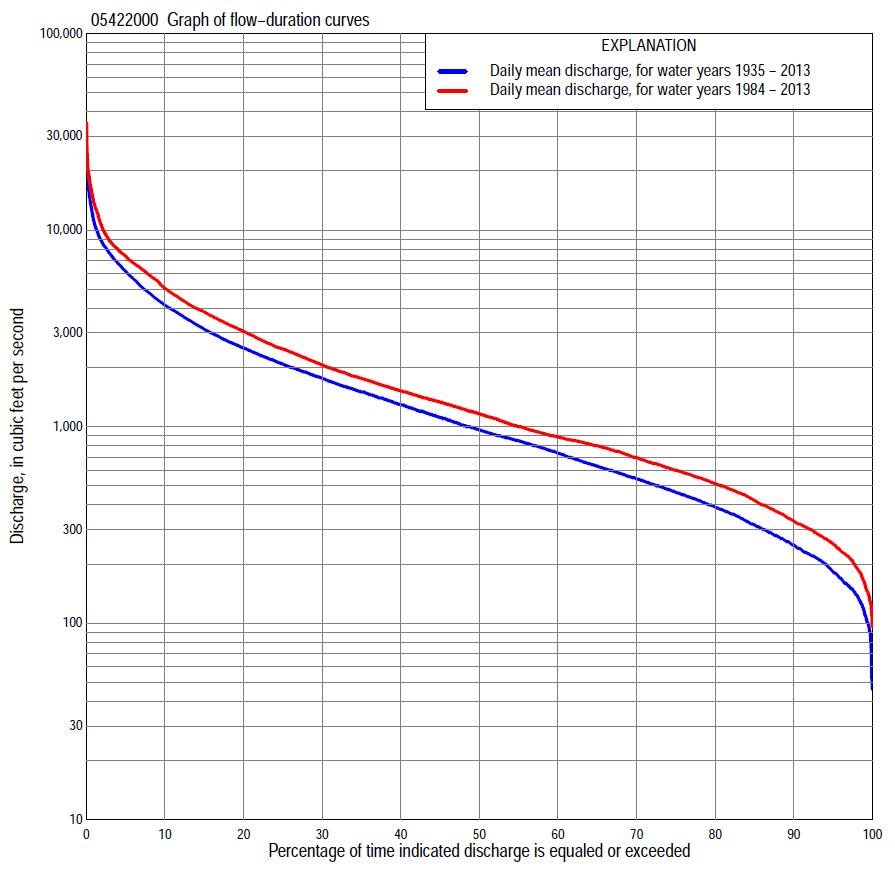 05422000 Graph of flow−duration curves
EXPLANATION
Daily mean discharge, for water years 1935 − 2013
Daily mean discharge, for water years 1984 − 2013
Discharge, in cubic feet per second
100,000
30,000
10,000
3,000
1,000
300
100
30
10
0 10 20 30 40 50 60 70 80 90 100
Percentage of time indicated discharge is equaled or exceeded